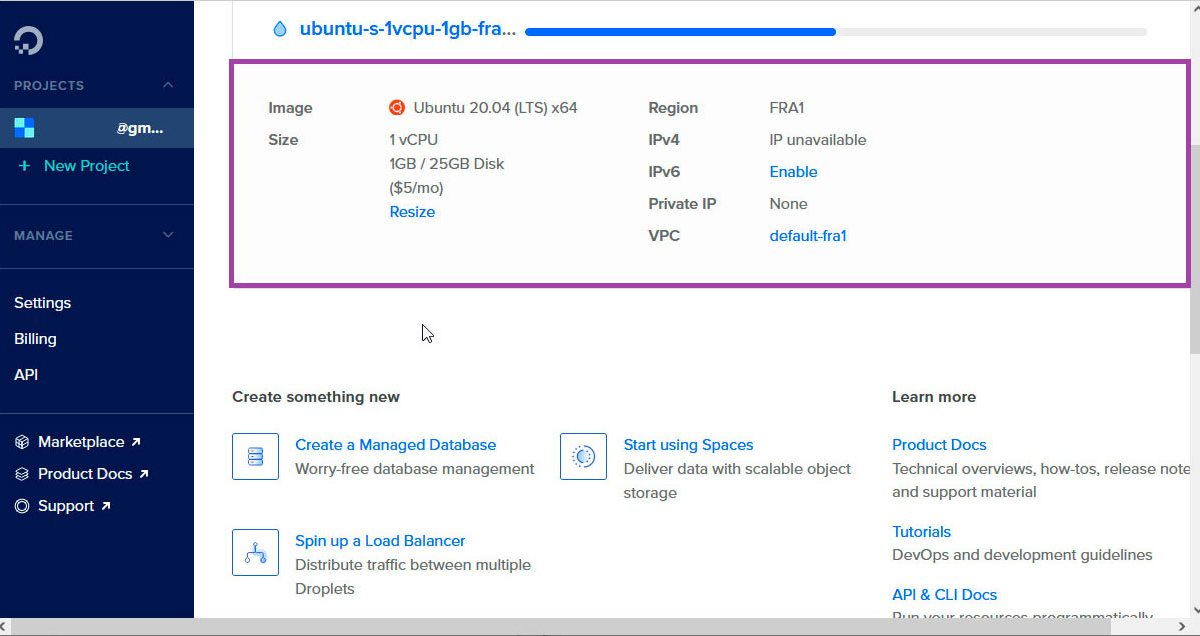 ubuntu-s-1vcpu-1gb-fra...
PROJECTS
@gm...
+ New Project
MANAGE
Settings
Billing
API
Marketplace
Product Docs
Support
Image Ubuntu 20.04 (LTS) x64
Size 1 vCPU
1GB / 25GB Disk
($5/mo)
Resize
Region FRA1
IPv4 IP unavailable
IPv6 Enable
Private IP None
VPC default-fra1
Create something new
Create a Managed Database
Worry-free database management
Start using Spaces
Deliver data with scalable object
storage
Spin up a Load Balancer
Distribute traffic between multiple
Droplets
Learn more
Product Docs
Technical overviews, how-tos, release note
and support material
Tutorials
DevOps and development guidelines
API & CLI Docs
Run your resources programmatically